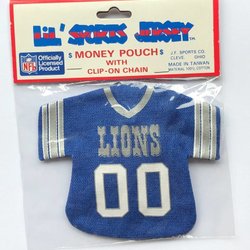 Lil' SPORTS JERSEY™
NFL
Officially
Licensed
Product
MONEY POUCH
WITH
CLIP-ON CHAIN
J.F. SPORTS CO.
CLEVE OHIO
MADE IN TAIWAN
MATERIAL 100% COTTON
LIONS
00